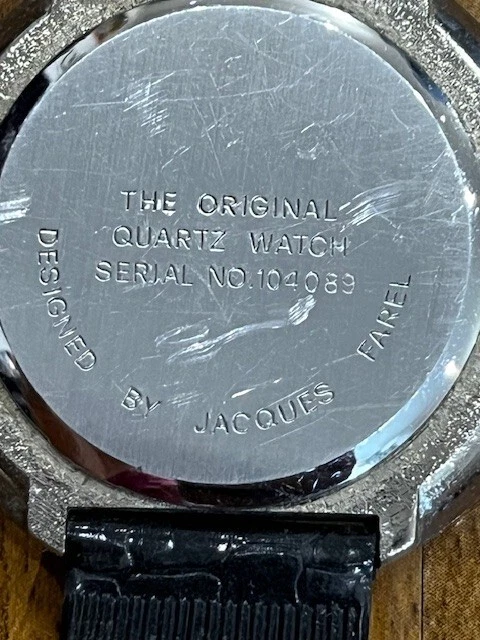 THE ORIGINAL
QUARTZ WATCH
SERIAL NO.104089
DESIGNED BY JACQUES FAREL